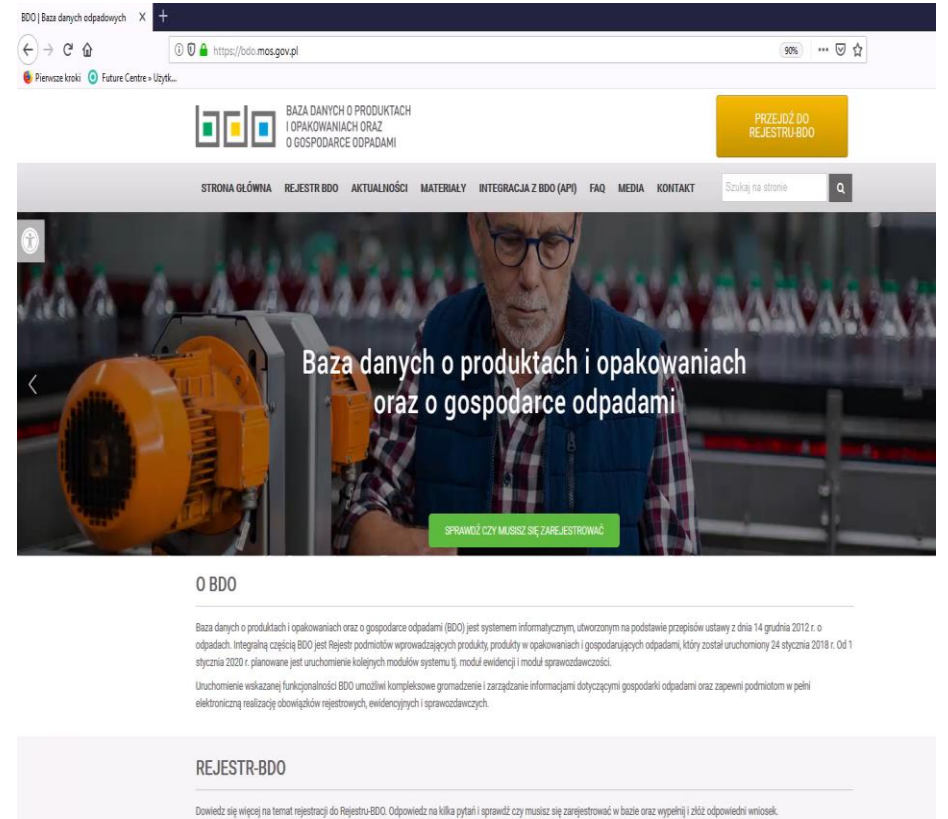 BDO | Baza danych odpadowych X +
https://bdo.mos.gov.pl 90%
Pierwsze kroki Future Centre » Użytk...
bdo
BAZA DANYCH O PRODUKTACH
I OPAKOWANIACH ORAZ
O GOSPODARCE ODPADAMI
PRZEJDŹ DO
REJESTRU-BDO
STRONA GŁÓWNA REJESTR BDO AKTUALNOŚCI MATERIAŁY INTEGRACJA Z BDO (API) FAQ MEDIA KONTAKT Szukaj na stronie
Baza danych o produktach i opakowaniach
oraz o gospodarce odpadami
SPRAWDŹ CZY MUSISZ SIĘ ZAREJESTROWAĆ
O BDO
Baza danych o produktach i opakowaniach oraz o gospodarce odpadami (BDO) jest systemem informatycznym, utworzonym na podstawie przepisów ustawy z dnia 14 grudnia 2012 r. o
odpadach. Integralną częścią BDO jest Rejestr podmiotów wprowadzających produkty, produkty w opakowaniach i gospodarujących odpadami, który został uruchomiony 24 stycznia 2018 r. Od 1
stycznia 2020 r. planowane jest uruchomienie kolejnych modułów systemu tj. moduł ewidencji i moduł sprawozdawczości.
Uruchomienie wskazanej funkcjonalności BDO umożliwi kompleksowe gromadzenie i zarządzanie informacjami dotyczącymi gospodarki odpadami oraz zapewni podmiotom w pełni
elektroniczną realizację obowiązków rejestrowych, ewidencyjnych i sprawozdawczych.
REJESTR-BDO
Dowiedz się więcej na temat rejestracji do Rejestru-BDO. Odpowiedz na kilka pytań i sprawdź czy musisz się zarejestrować w bazie oraz wypełnij i złóż odpowiedni wniosek.